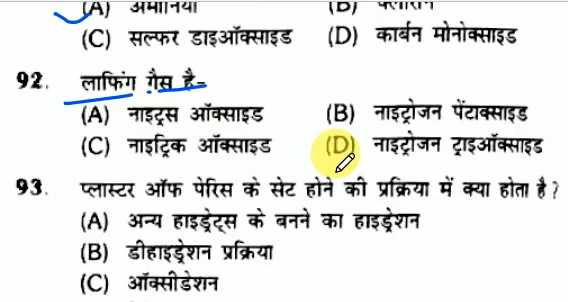 (A) अमोनिया (B) क्लोरीन
(C) सल्फर डाइऑक्साइड (D) कार्बन मोनोक्साइड
92. लाफिंग गैस है-
(A) नाइट्रस ऑक्साइड (B) नाइट्रोजन पेंटाक्साइड
(C) नाइट्रिक ऑक्साइड (D) नाइट्रोजन ट्राइऑक्साइड
93. प्लास्टर ऑफ पेरिस के सेट होने की प्रक्रिया में क्या होता है?
(A) अन्य हाइड्रेट्स के बनने का हाइड्रेशन
(B) डीहाइड्रेशन प्रक्रिया
(C) ऑक्सीडेशन